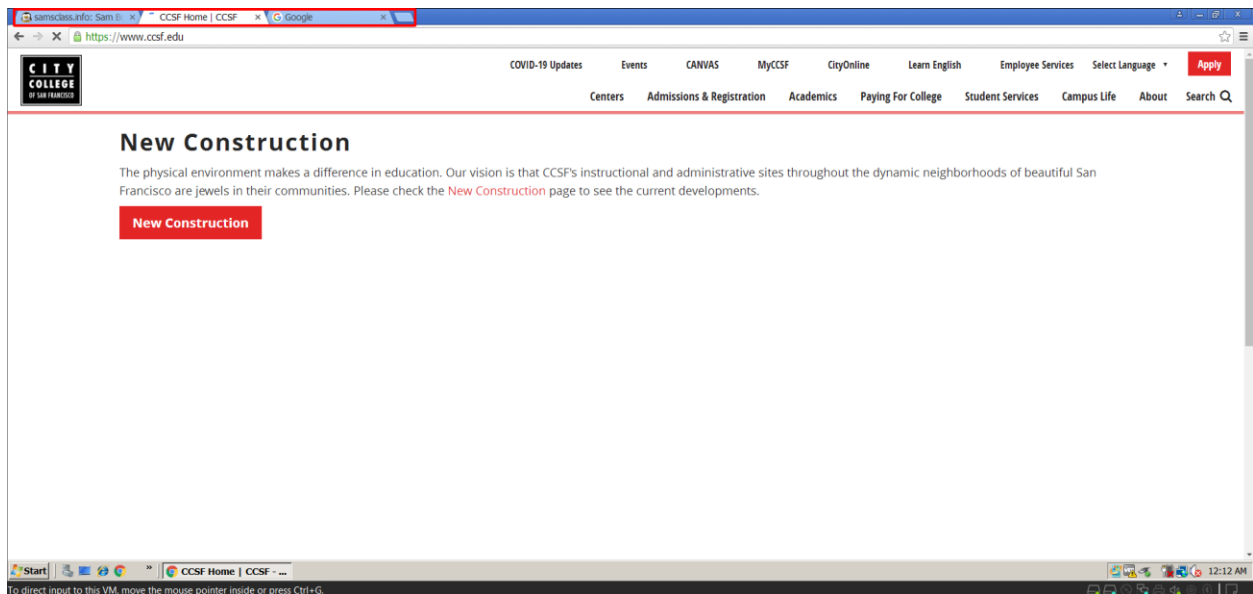 samsclass.info: Sam B
CCSF Home | CCSF
Google
https://www.ccsf.edu
CITY
COLLEGE
OF SAN FRANCISCO
COVID-19 Updates Events CANVAS MyCCSF CityOnline Learn English Employee Services Select Language Apply
Centers Admissions & Registration Academics Paying For College Student Services Campus Life About Search
New Construction
The physical environment makes a difference in education. Our vision is that CCSF's instructional and administrative sites throughout the dynamic neighborhoods of beautiful San
Francisco are jewels in their communities. Please check the New Construction page to see the current developments.
New Construction
Start » CCSF Home | CCSF - ... 12:12 AM
To direct input to this VM, move the mouse pointer inside or press Ctrl+G.